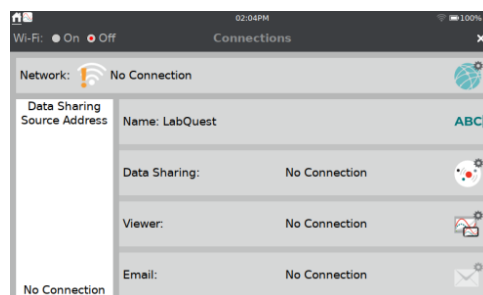 02:04PM
100%
Wi-Fi: On Off
Connections
Network: No Connection
Data Sharing
Source Address
No Connection
Name: LabQuest
ABC
Data Sharing: No Connection
Viewer: No Connection
Email: No Connection